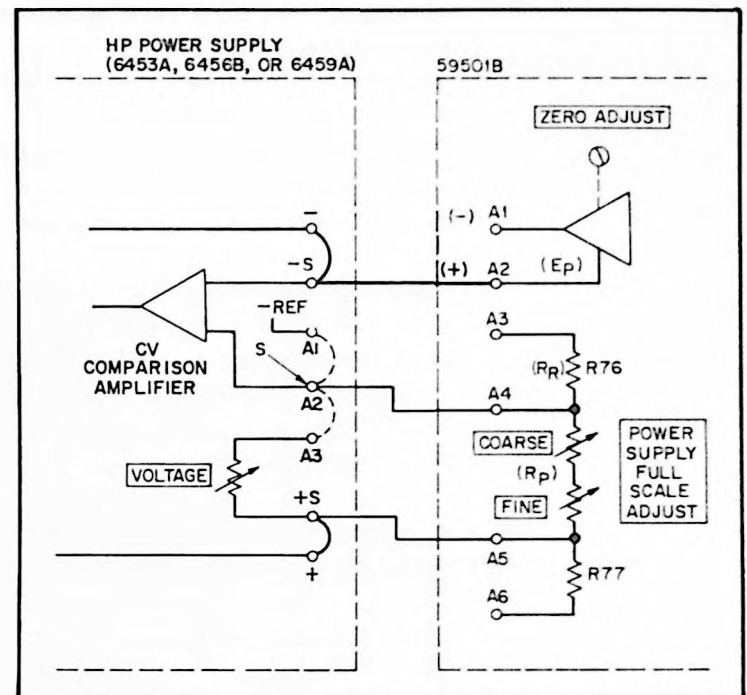 HP POWER SUPPLY
(6453A, 6456B, OR 6459A)
59501B
ZERO ADJUST
−
(−) A1
−S
(+) A2 (Ep)
−REF
A1
A3
S
(RR) R76
CV
COMPARISON
AMPLIFIER
A2
A4
COARSE
POWER
SUPPLY
FULL
SCALE
ADJUST
A3
(Rp)
VOLTAGE
FINE
+S
A5
+
R77
A6